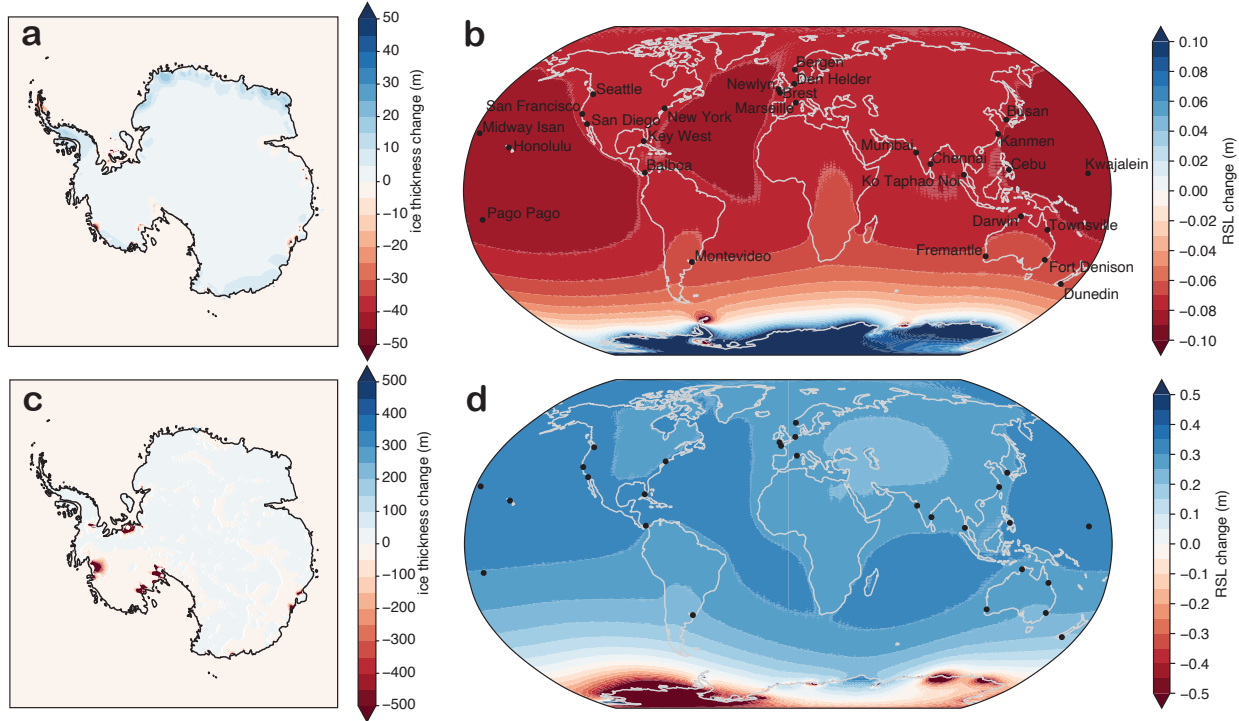 a
50
40
30
20
10
0
−10
−20
−30
−40
−50
ice thickness change (m)
b
Bergen
Den Helder
Newlyn
Brest
Marseille
Seattle
San Francisco
New York
San Diego
Midway Isan
Key West
Honolulu
Balboa
Busan
Kanmen
Mumbai
Chennai
Cebu
Kwajalein
Ko Taphao Noi
Pago Pago
Darwin
Townsville
Montevideo
Fremantle
Fort Denison
Dunedin
0.10
0.08
0.06
0.04
0.02
0.00
−0.02
−0.04
−0.06
−0.08
−0.10
RSL change (m)
c
500
400
300
200
100
0
−100
−200
−300
−400
−500
ice thickness change (m)
d
0.5
0.4
0.3
0.2
0.1
0.0
−0.1
−0.2
−0.3
−0.4
−0.5
RSL change (m)